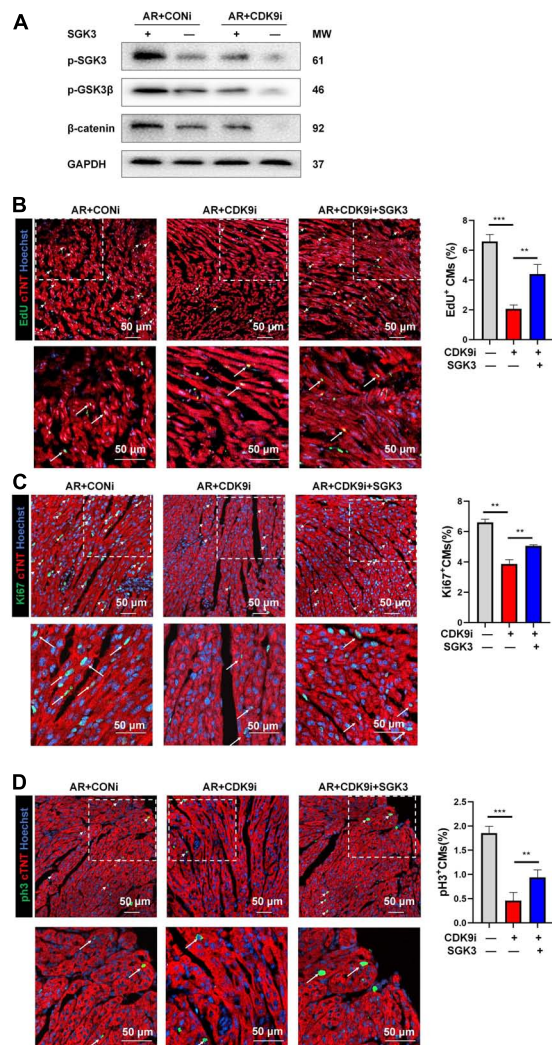 A
AR+CONi AR+CDK9i
SGK3 + — + — MW
p-SGK3 61
p-GSK3β 46
β-catenin 92
GAPDH 37
B
AR+CONi AR+CDK9i AR+CDK9i+SGK3
EdU cTNT Hoechst
50 μm 50 μm 50 μm
50 μm 50 μm 50 μm
EdU⁺ CMs (%)
8
6
4
2
0
*** **
CDK9i — + +
SGK3 — — +
C
AR+CONi AR+CDK9i AR+CDK9i+SGK3
Ki67 cTNT Hoechst
50 μm 50 μm 50 μm
50 μm 50 μm 50 μm
Ki67⁺CMs(%)
8
6
4
2
0
** **
CDK9i — + +
SGK3 — — +
D
AR+CONi AR+CDK9i AR+CDK9i+SGK3
ph3 cTNT Hoechst
50 μm 50 μm 50 μm
50 μm 50 μm 50 μm
pH3⁺CMs(%)
2.5
2.0
1.5
1.0
0.5
0.0
*** **
CDK9i — + +
SGK3 — — +